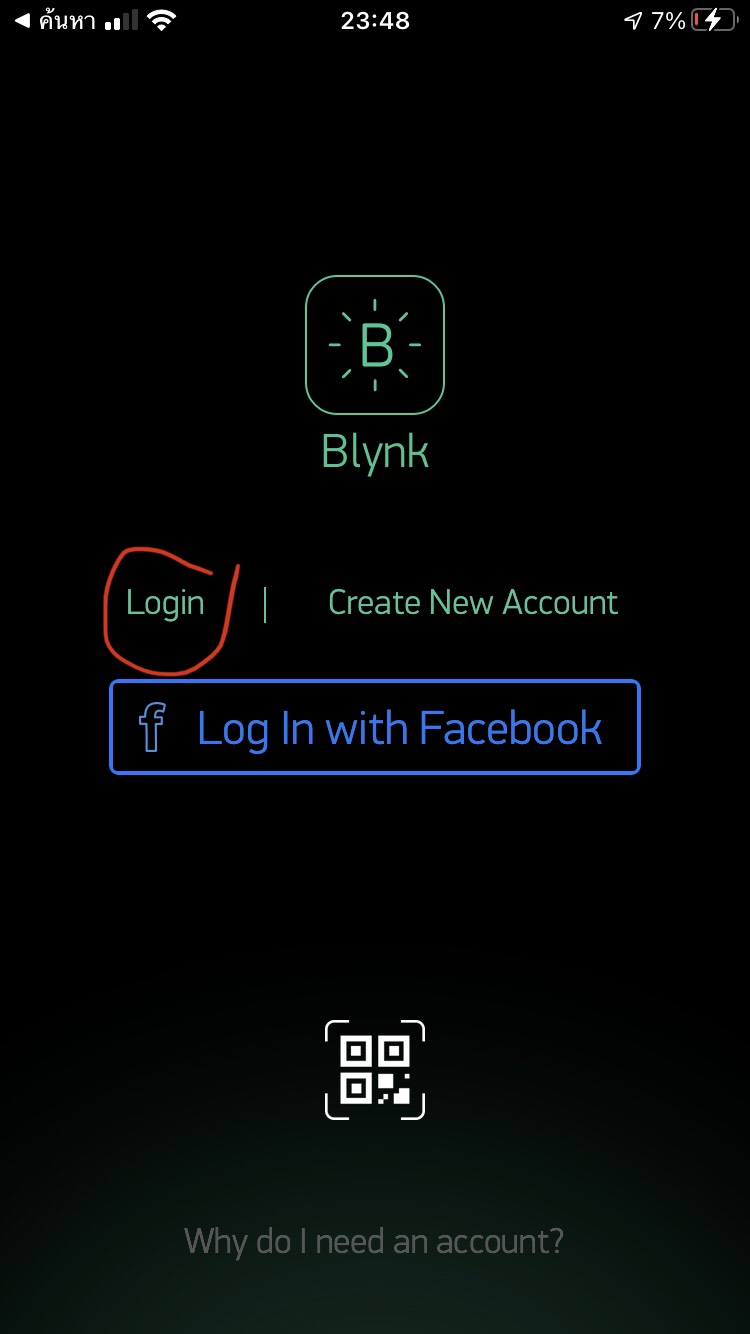 ค้นหา 23:48 7%
B
Blynk
Login | Create New Account
f Log In with Facebook
Why do I need an account?